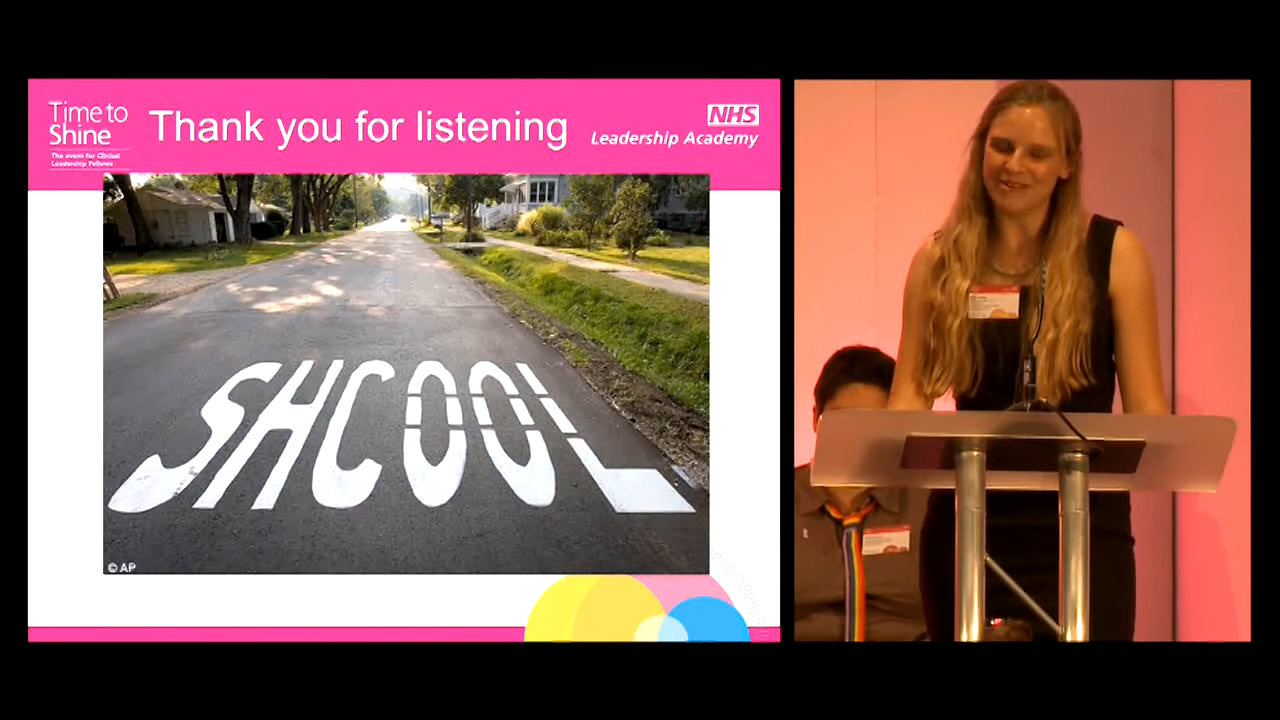 Time to
Shine
The event for Clinical
Leadership Fellows
Thank you for listening
NHS
Leadership Academy
SHCOOL
© AP